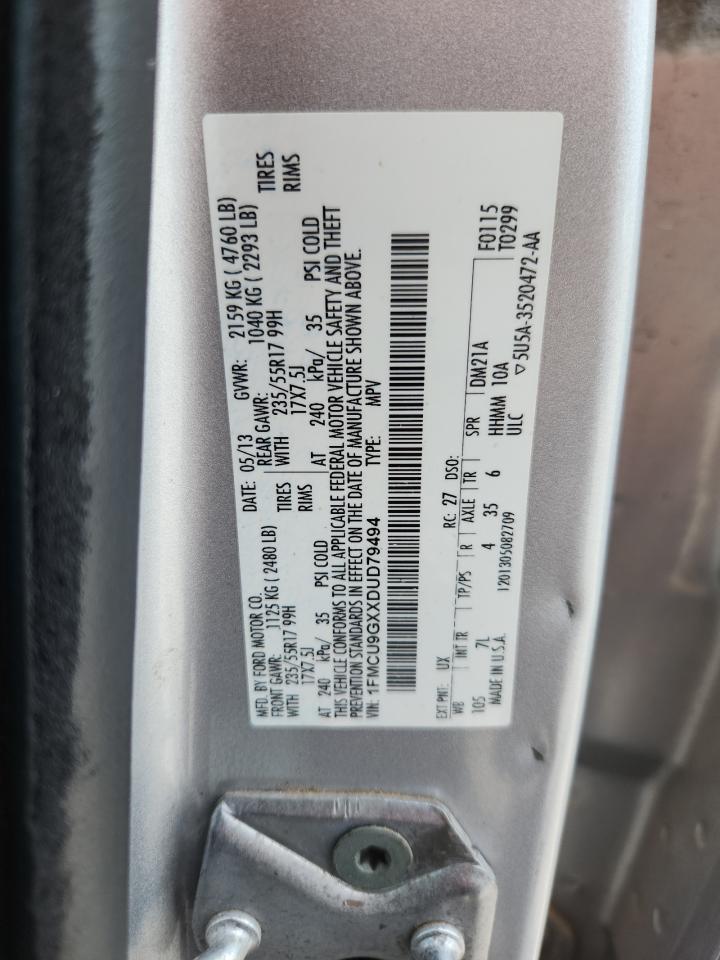 MFD. BY FORD MOTOR CO. DATE: 05/13 GVWR: 2159 KG ( 4760 LB)
FRONT GAWR: 1125 KG ( 2480 LB) REAR GAWR: 1040 KG ( 2293 LB)
WITH 235/55R17 99H TIRES WITH 235/55R17 99H TIRES
17X7.5J RIMS 17X7.5J RIMS
AT 240 kPa/ 35 PSI COLD AT 240 kPa/ 35 PSI COLD
THIS VEHICLE CONFORMS TO ALL APPLICABLE FEDERAL MOTOR VEHICLE SAFETY AND THEFT
PREVENTION STANDARDS IN EFFECT ON THE DATE OF MANUFACTURE SHOWN ABOVE.
VIN: 1FMCU9GXXDUD79494 TYPE: MPV
EXT PNT: UX RC: 27 DSO: F0115
WB INT TR TP/PS R AXLE TR SPR DM21A T0299
105 7L 4 35 6 HHMM 10A
MADE IN U.S.A. 1201305082709 ULC ▽5U5A-3520472-AA